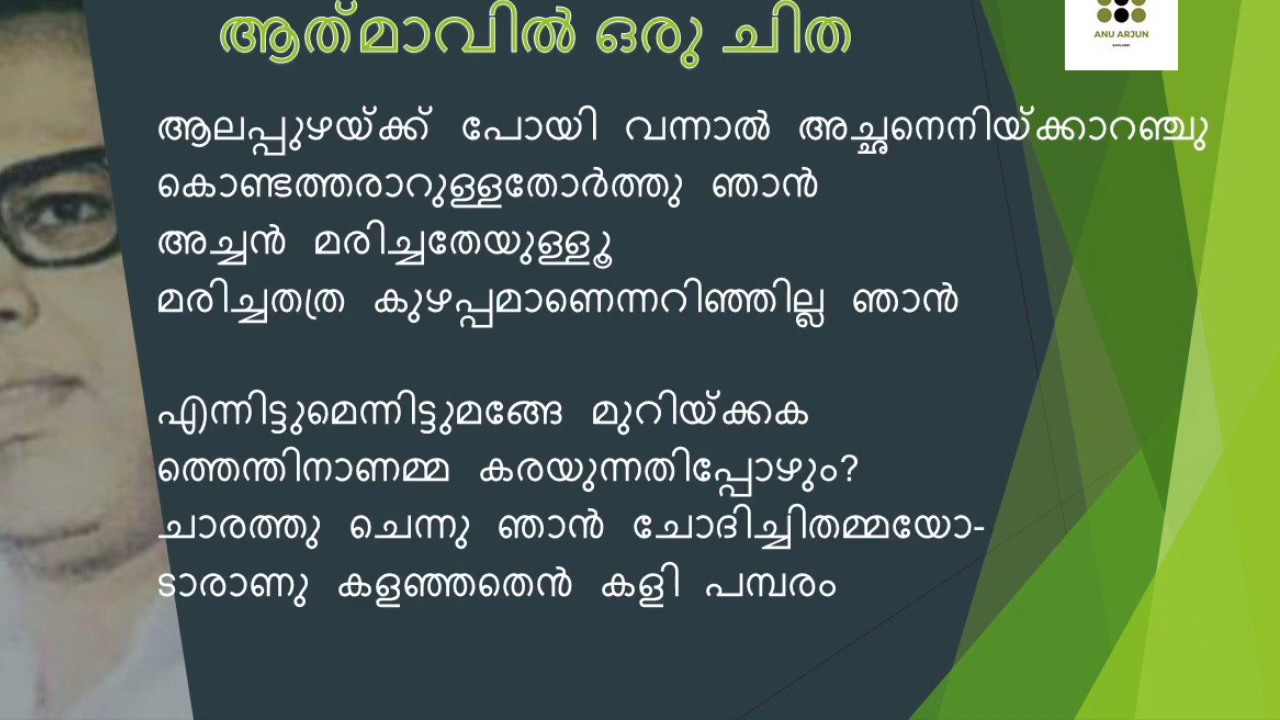 ആത്മാവിൽ ഒരു ചിത
ANU ARJUN
ആലപ്പുഴയ്ക്ക് പോയി വന്നാൽ അച്ഛനെനിയ്ക്കാറഞ്ചു
കൊണ്ടത്തരാറുള്ളതോർത്തു ഞാൻ
അച്ചൻ മരിച്ചതേയുള്ളൂ
മരിച്ചതത്ര കുഴപ്പമാണെന്നറിഞ്ഞില്ല ഞാൻ
എന്നിട്ടുമെന്നിട്ടുമങ്ങേ മുറിയ്ക്കക
ത്തെന്തിനാണമ്മ കരയുന്നതിപ്പോഴും?
ചാരത്തു ചെന്നു ഞാൻ ചോദിച്ചിതമ്മയോ-
ടാരാണു കളഞ്ഞതെൻ കളി പമ്പരം